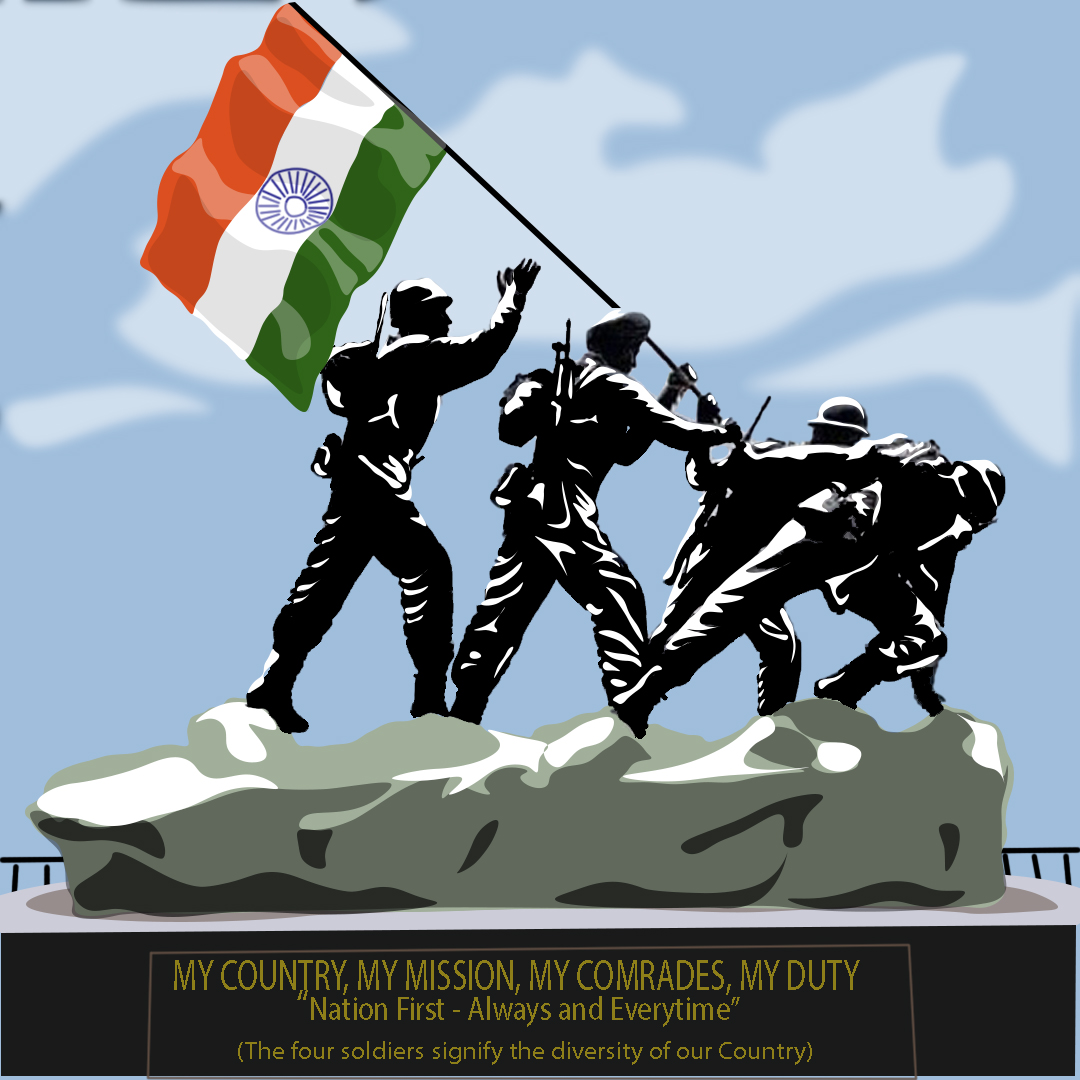 MY COUNTRY, MY MISSION, MY COMRADES, MY DUTY
“Nation First - Always and Everytime”
(The four soldiers signify the diversity of our Country)